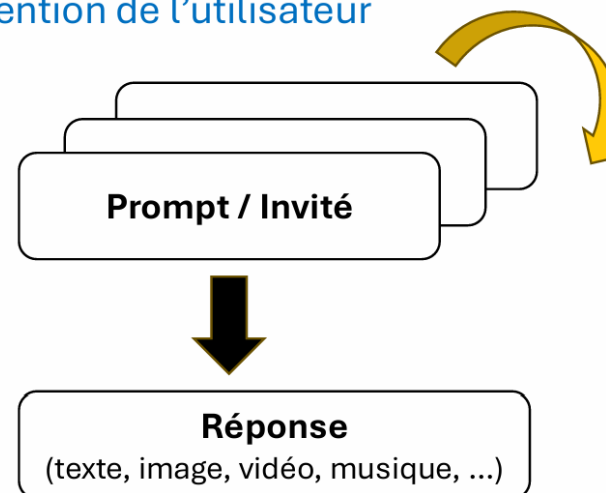 ention de l'utilisateur
Prompt / Invité
Réponse
(texte, image, vidéo, musique, ...)